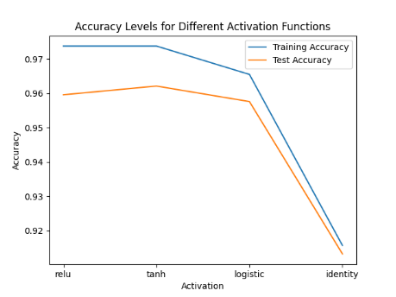 Accuracy Levels for Different Activation Functions
Training Accuracy
Test Accuracy
0.97
0.96
0.95
0.94
0.93
0.92
Accuracy
relu
tanh
logistic
identity
Activation